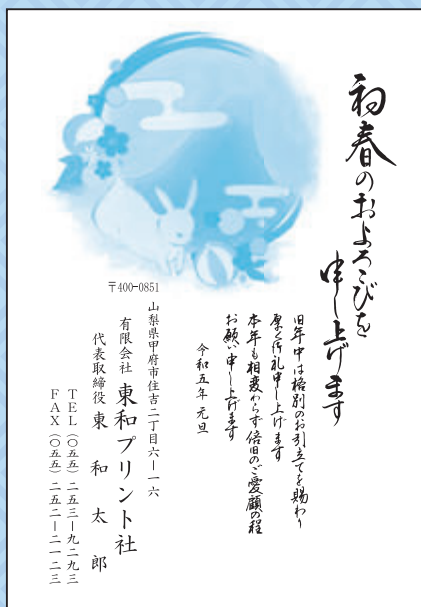 初春のおよろこびを
申し上げます
旧年中は格別のお引立てを賜わり
厚く御礼申し上げます
本年も相変わらず倍旧のご愛顧の程
お願い申し上げます
令和五年 元旦
〒400-0851
山梨県甲府市住吉二丁目六―一六
有限会社 東和プリント社
代表取締役 東 和 太 郎
TEL(〇五五)二五三―九二九三
FAX(〇五五)二五二―二一二三